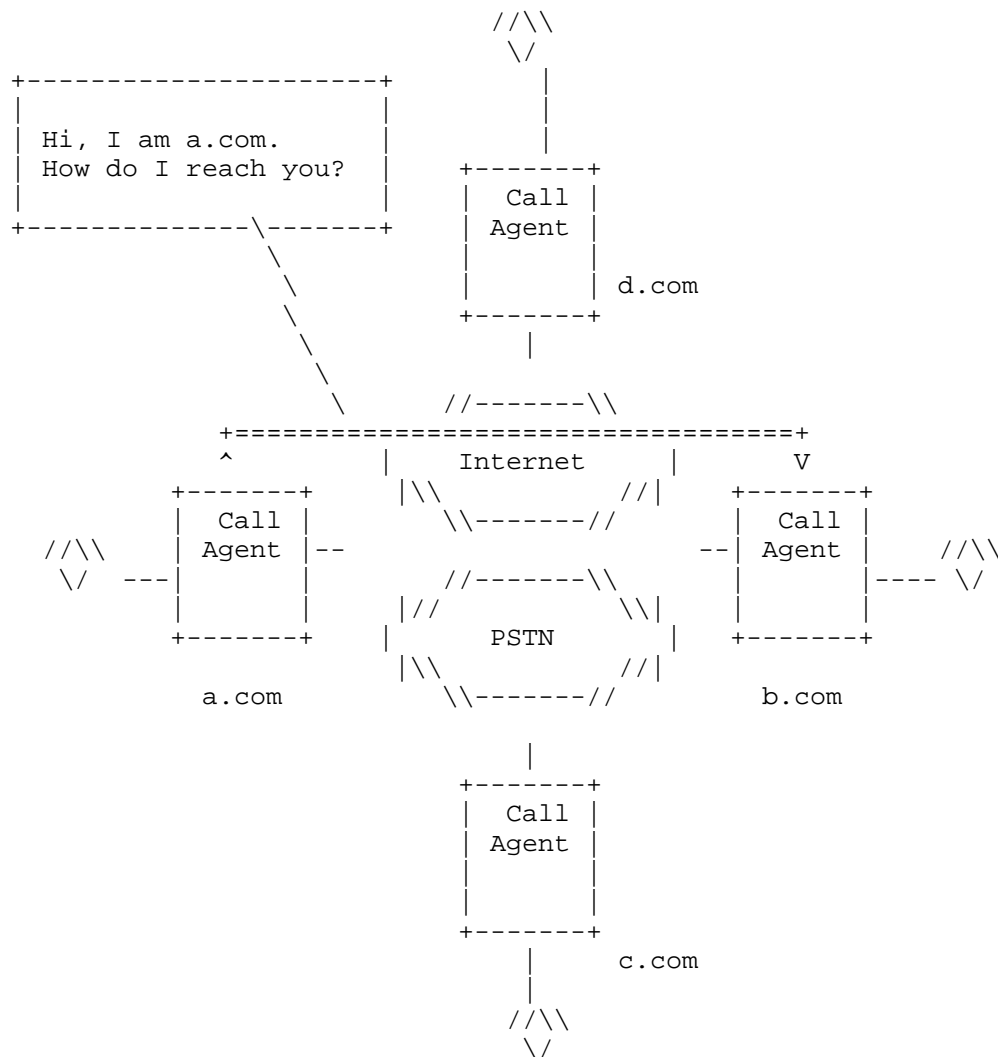 Hi, I am a.com.
How do I reach you?
Call
Agent
d.com
Internet
Call
Agent
Call
Agent
PSTN
a.com
b.com
Call
Agent
c.com